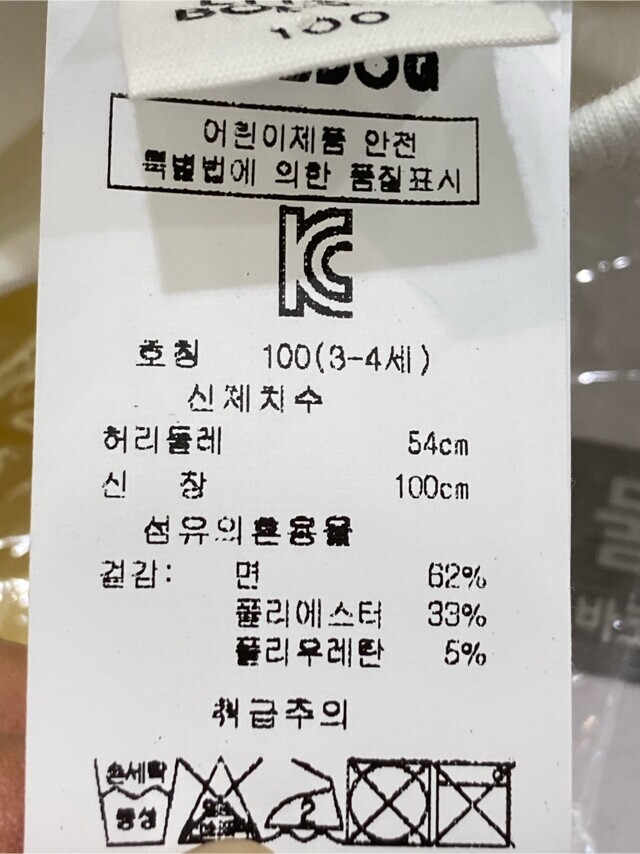 100
DOG
어린이제품 안전
특별법에 의한 품질표시
KC
호칭 100(3-4세)
신체치수
허리둘레 54cm
신 장 100cm
섬유의혼용율
겉감: 면 62%
폴리에스터 33%
폴리우레탄 5%
취급주의
손세탁
중성
2